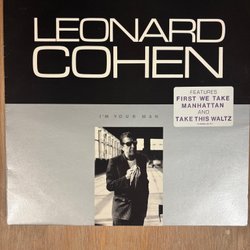 LEONARD
COHEN
FEATURES
FIRST WE TAKE
MANHATTAN
AND
TAKE THIS WALTZ
I'M YOUR MAN